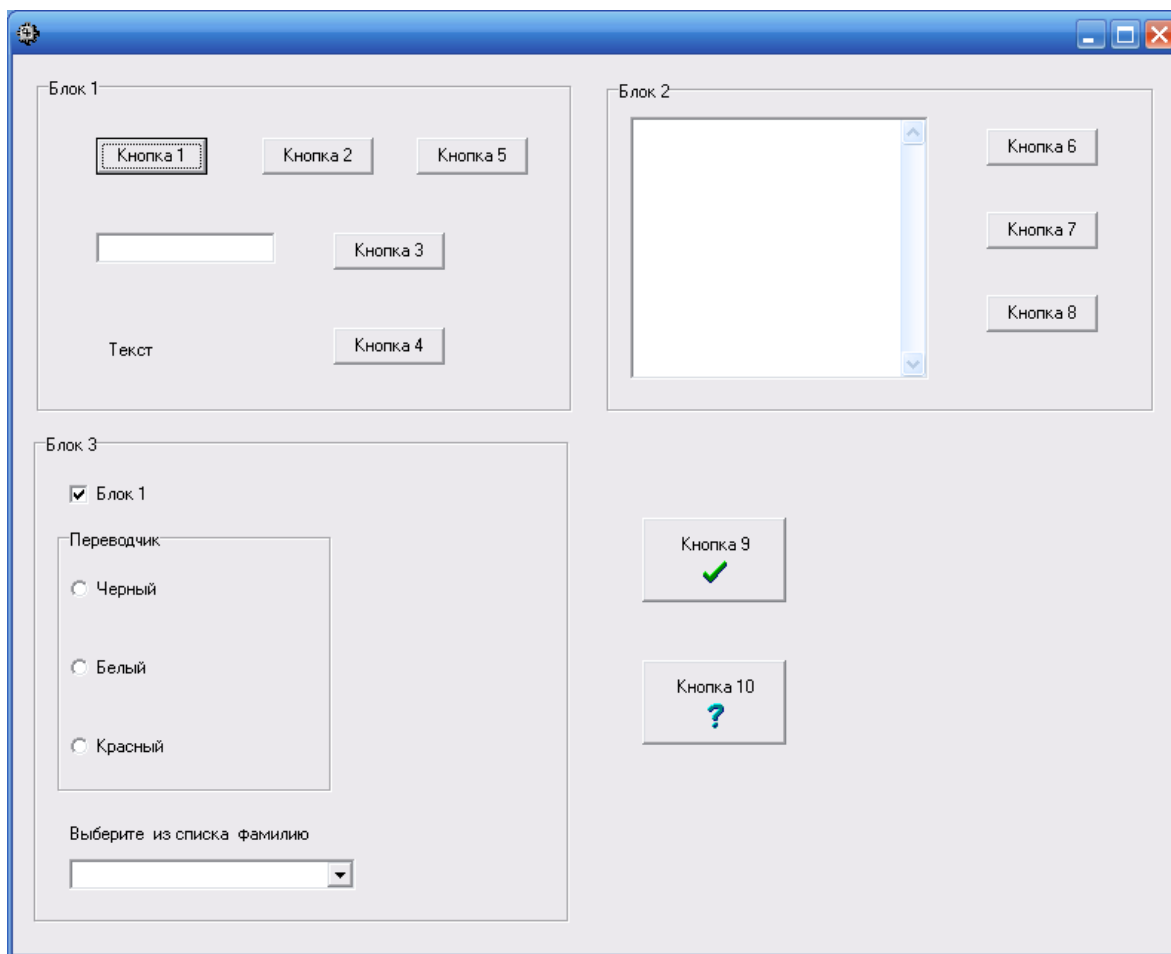 Блок 1
Кнопка 1
Кнопка 2
Кнопка 5
Кнопка 3
Текст
Кнопка 4
Блок 2
Кнопка 6
Кнопка 7
Кнопка 8
Блок 3
Блок 1
Переводчик
Черный
Белый
Красный
Выберите из списка фамилию
Кнопка 9
Кнопка 10